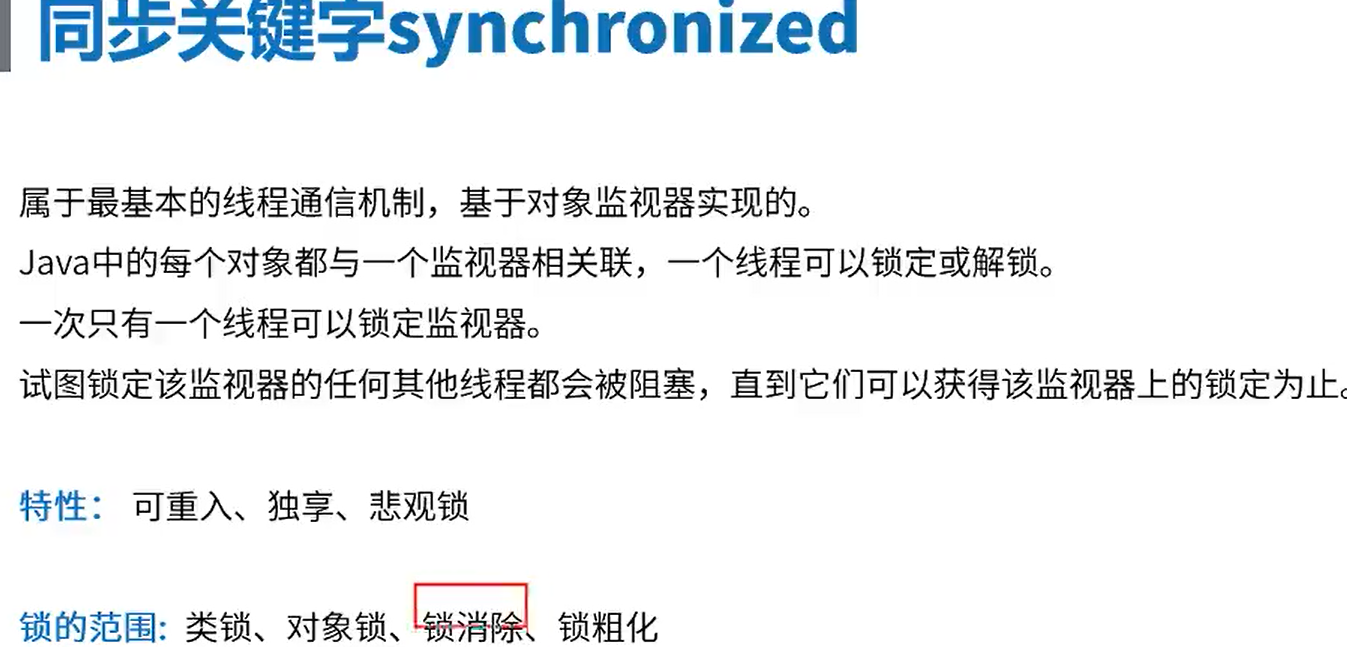 同步关键字synchronized
属于最基本的线程通信机制，基于对象监视器实现的。
Java中的每个对象都与一个监视器相关联，一个线程可以锁定或解锁。
一次只有一个线程可以锁定监视器。
试图锁定该监视器的任何其他线程都会被阻塞，直到它们可以获得该监视器上的锁定为止。
特性： 可重入、独享、悲观锁
锁的范围: 类锁、对象锁、锁消除、锁粗化